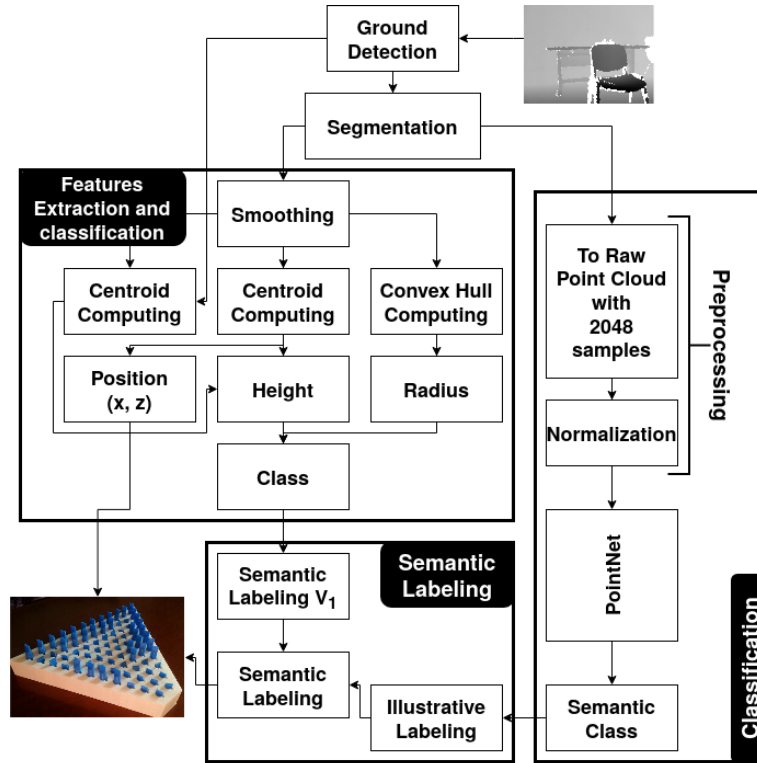 Ground
Detection
Segmentation
Features
Extraction and
classification
Smoothing
Centroid
Computing
Centroid
Computing
Convex Hull
Computing
Position
(x, z)
Height
Radius
Class
To Raw
Point Cloud
with
2048
samples
Preprocessing
Normalization
PointNet
Semantic
Class
Classification
Semantic
Labeling
Semantic
Labeling V₁
Semantic
Labeling
Illustrative
Labeling